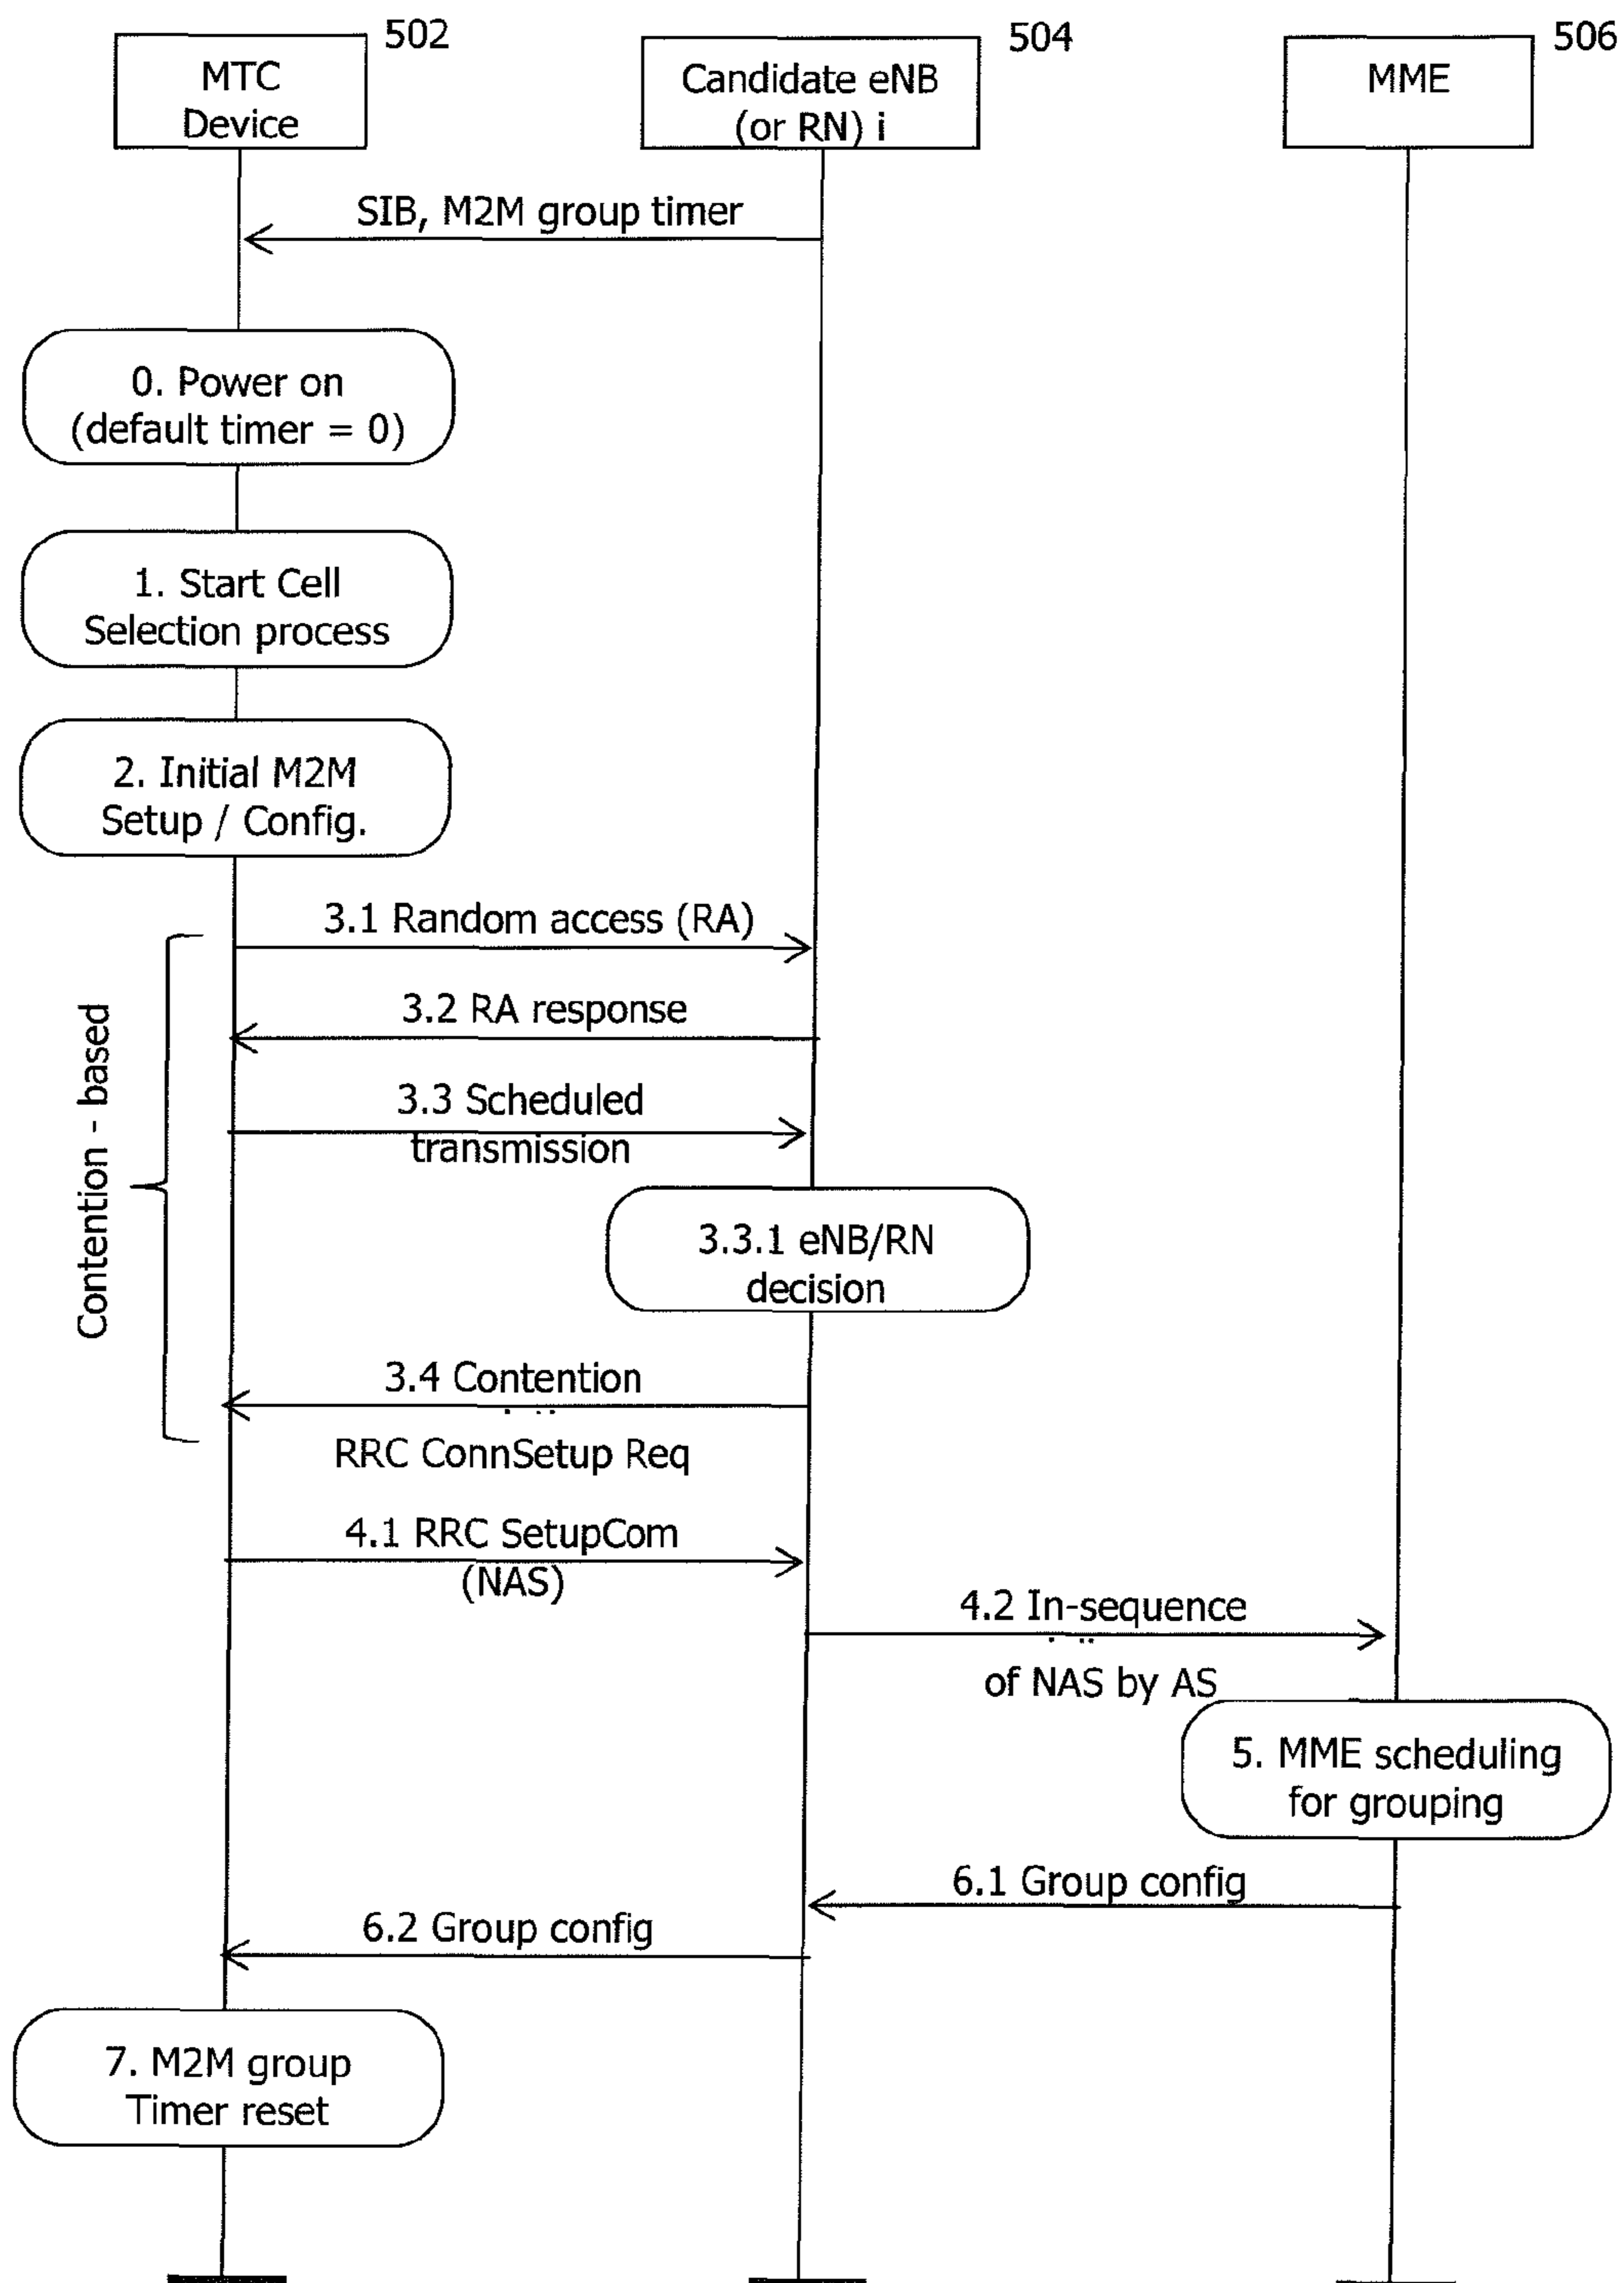 502
504
506
MTC
Device
Candidate eNB
(or RN) i
MME
SIB, M2M group timer
0. Power on
(default timer = 0)
1. Start Cell
Selection process
2. Initial M2M
Setup / Config.
Contention - based
3.1 Random access (RA)
3.2 RA response
3.3 Scheduled
transmission
3.3.1 eNB/RN
decision
3.4 Contention
RRC ConnSetup Req
4.1 RRC SetupCom
(NAS)
4.2 In-sequence
of NAS by AS
5. MME scheduling
for grouping
6.1 Group config
6.2 Group config
7. M2M group
Timer reset